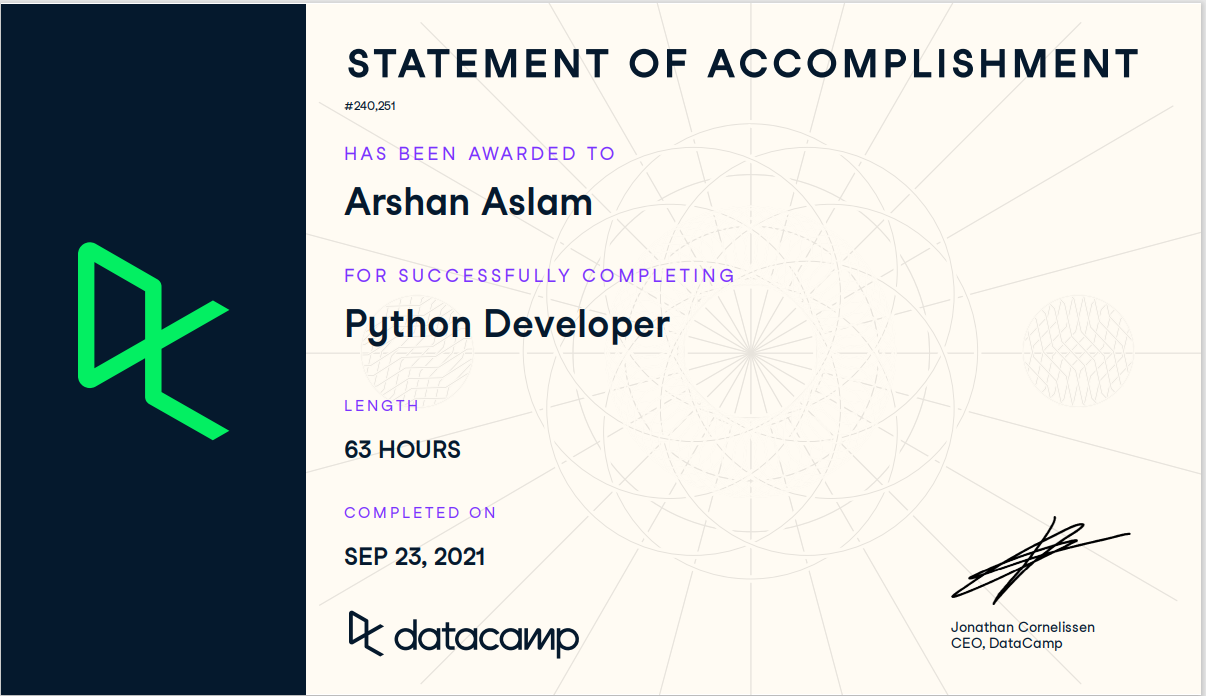 STATEMENT OF ACCOMPLISHMENT
#240,251
HAS BEEN AWARDED TO
Arshan Aslam
FOR SUCCESSFULLY COMPLETING
Python Developer
LENGTH
63 HOURS
COMPLETED ON
SEP 23, 2021
datacamp
Jonathan Cornelissen
CEO, DataCamp